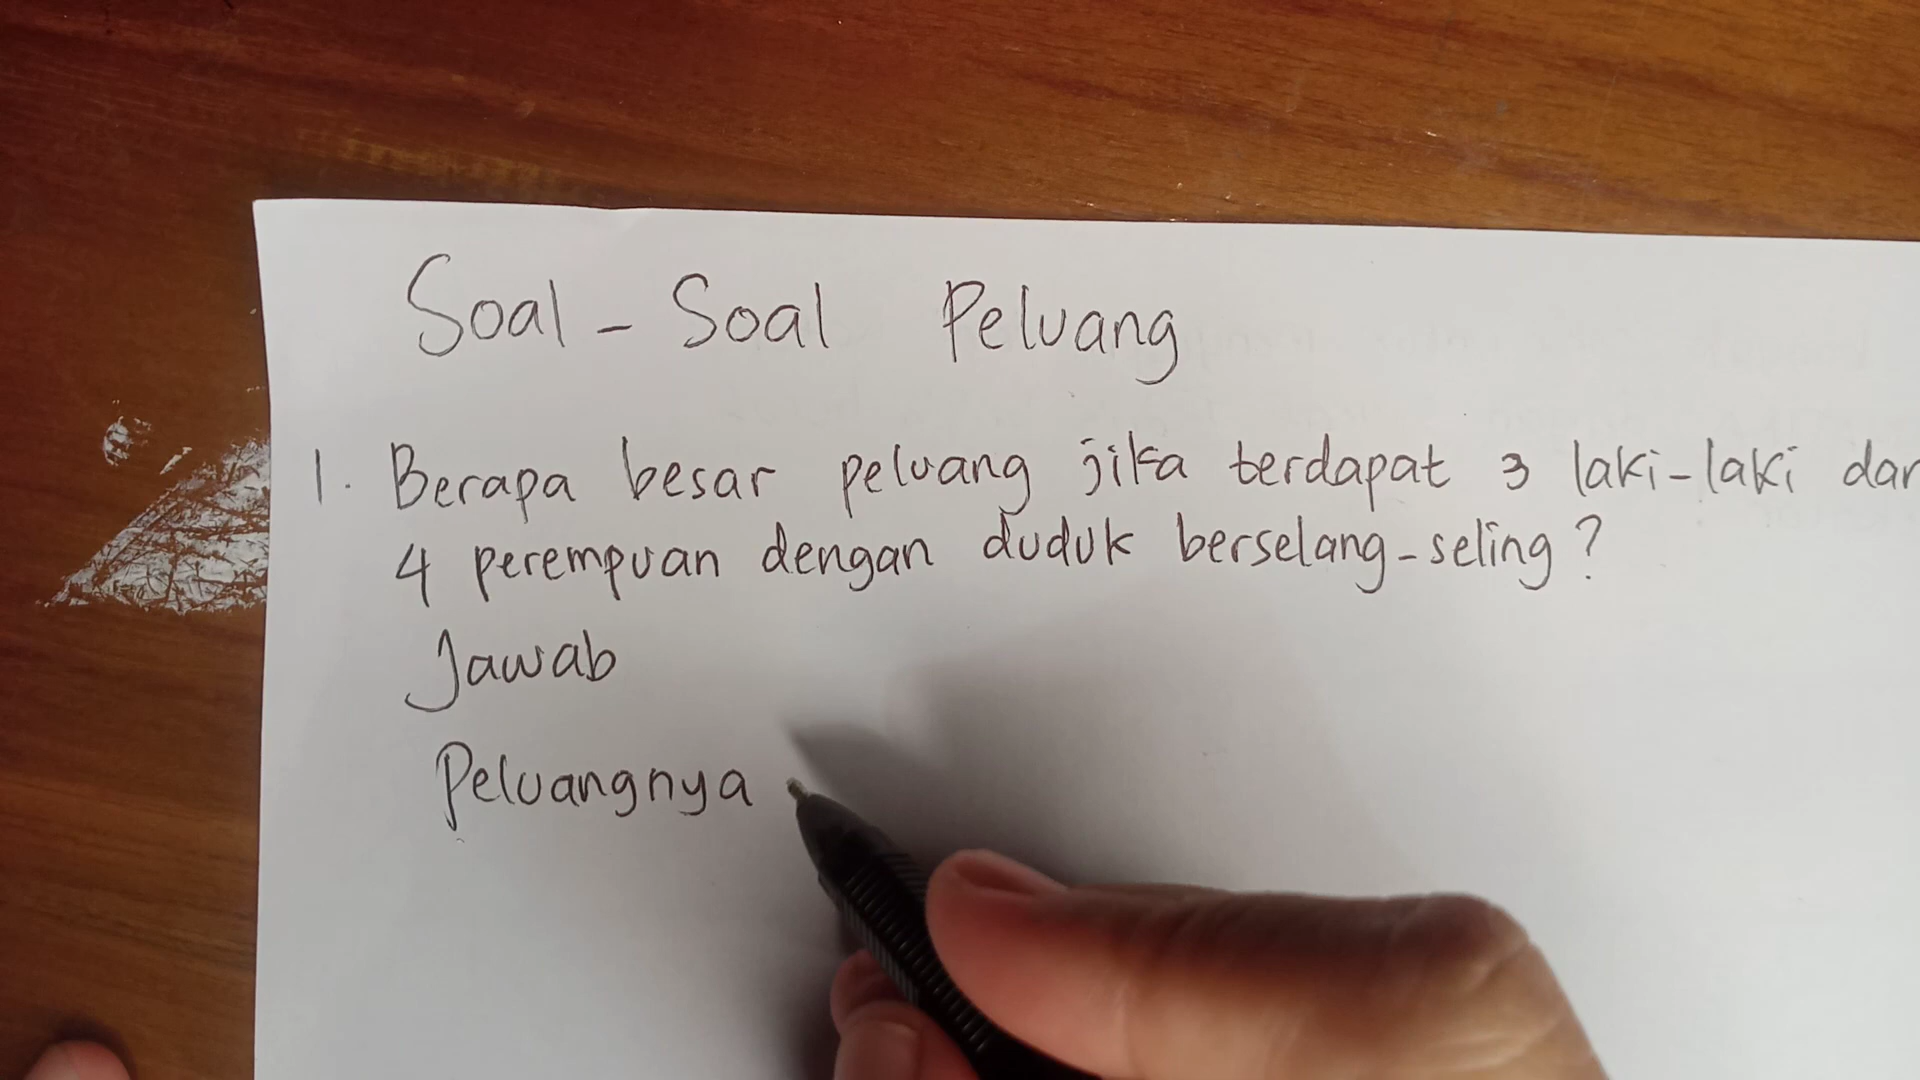 Soal - Soal Peluang
1. Berapa besar peluang jika terdapat 3 laki-laki dan
4 perempuan dengan duduk berselang-seling?
Jawab
Peluangnya